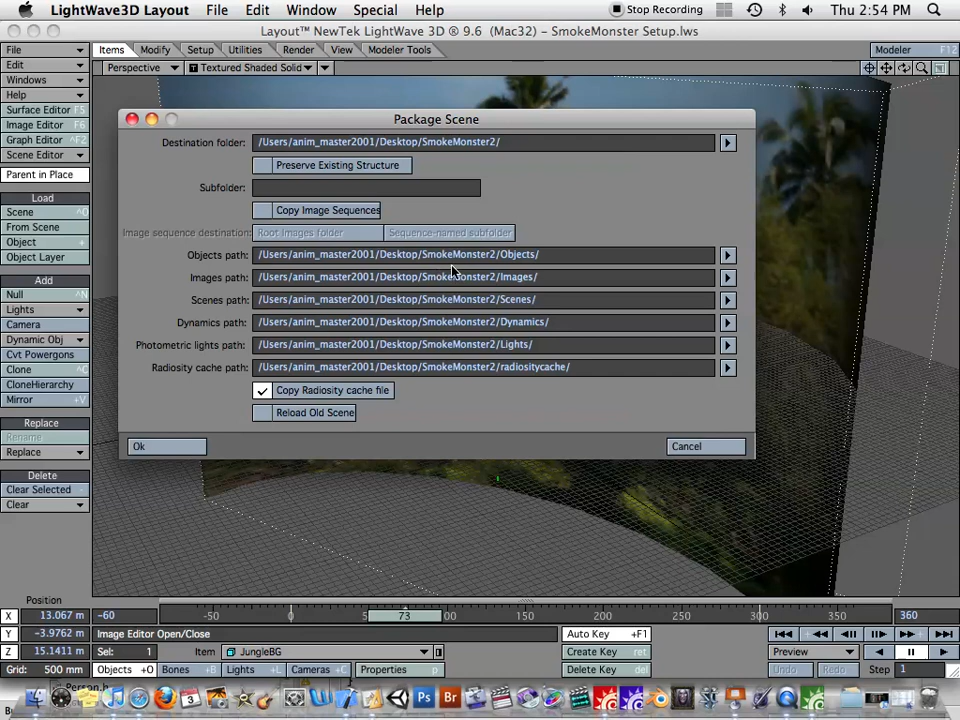 LightWave3D Layout File Edit Window Special Help Stop Recording Thu 2:54 PM
Layout™ NewTek LightWave 3D ® 9.6 (Mac32) – SmokeMonster Setup.lws
File Items Modify Setup Utilities Render View Modeler Tools Modeler F12
Edit Perspective Textured Shaded Solid
Windows
Help
Surface Editor F5
Image Editor F6
Graph Editor ^F2
Scene Editor
Parent in Place
Load
Scene ^O
From Scene
Object +
Object Layer
Add
Null ^N
Lights
Camera
Dynamic Obj
Cvt Powergons
Clone ^C
CloneHierarchy
Mirror +V
Replace
Rename
Replace
Delete
Clear Selected -
Clear
Package Scene
Destination folder: /Users/anim_master2001/Desktop/SmokeMonster2/
Preserve Existing Structure
Subfolder:
Copy Image Sequences
Image sequence destination: Root Images folder Sequence-named subfolder
Objects path: /Users/anim_master2001/Desktop/SmokeMonster2/Objects/
Images path: /Users/anim_master2001/Desktop/SmokeMonster2/Images/
Scenes path: /Users/anim_master2001/Desktop/SmokeMonster2/Scenes/
Dynamics path: /Users/anim_master2001/Desktop/SmokeMonster2/Dynamics/
Photometric lights path: /Users/anim_master2001/Desktop/SmokeMonster2/Lights/
Radiosity cache path: /Users/anim_master2001/Desktop/SmokeMonster2/radiositycache/
Copy Radiosity cache file
Reload Old Scene
Ok Cancel
Position
X 13.067 m -60 -50 0 73 00 150 200 250 300 350 360
Y -3.9762 m Image Editor Open/Close Auto Key +F1
Z 15.1411 m Sel: 1 Item JungleBG Create Key ret Preview
Grid: 500 mm Objects +O Bones +B Lights +L Cameras +C Properties Delete Key del Undo Redo Step 1